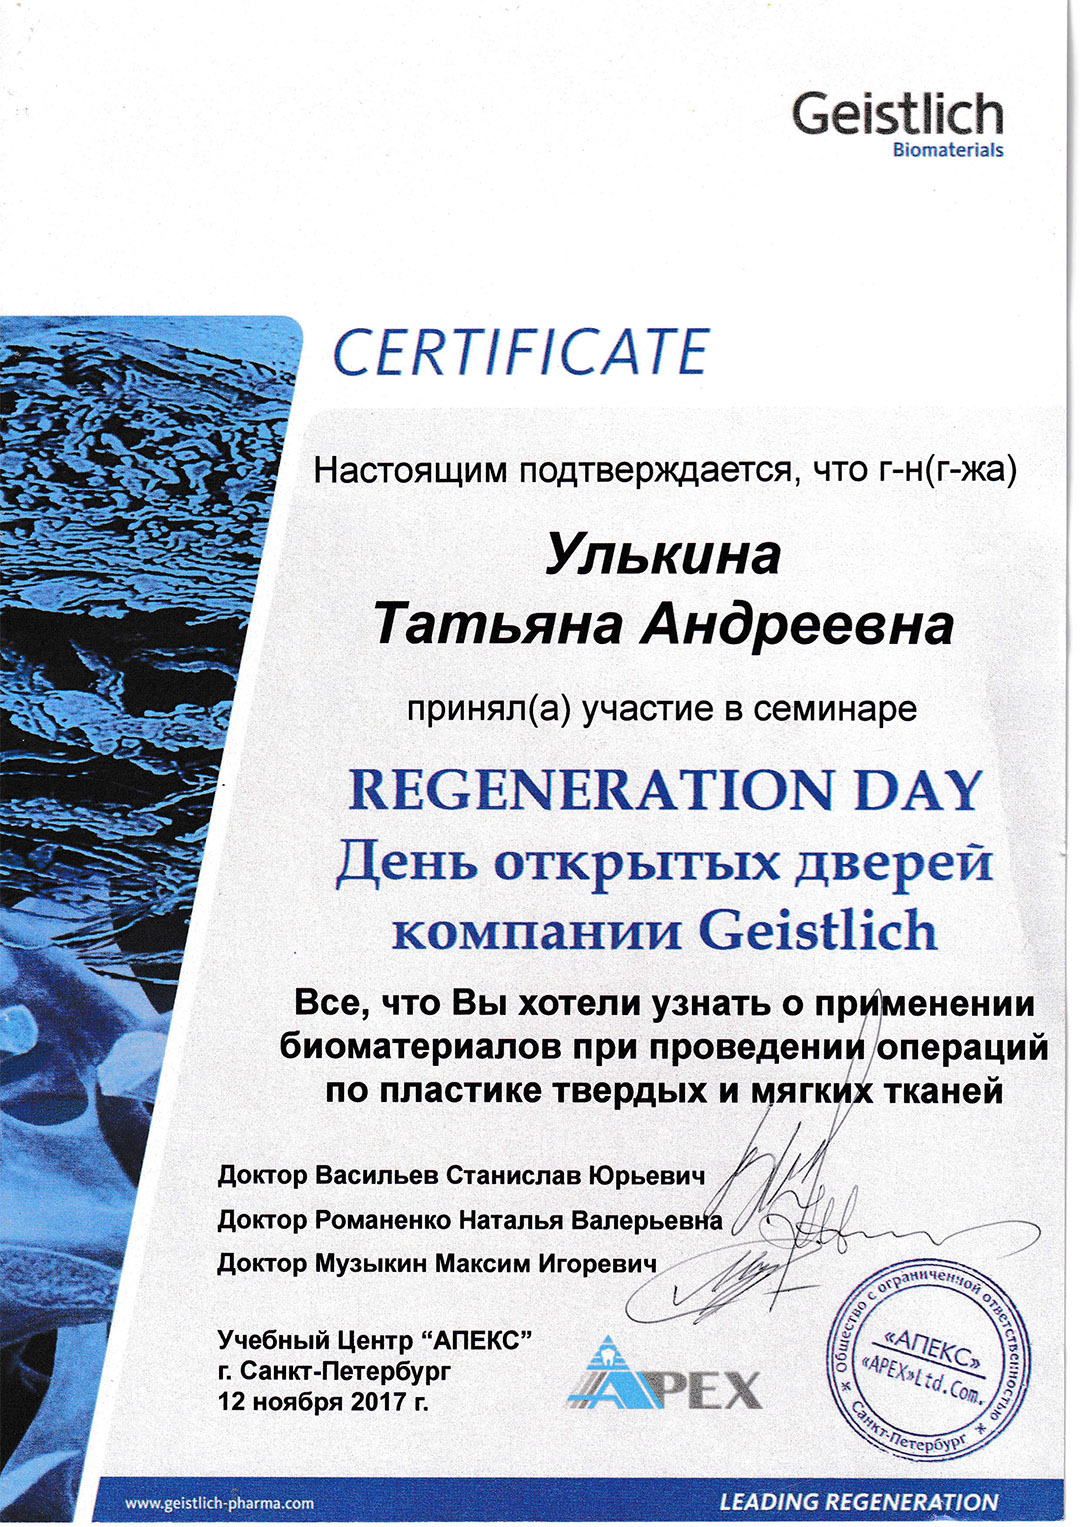 Geistlich
Biomaterials
CERTIFICATE
Настоящим подтверждается, что г-н(г-жа)
Улькина
Татьяна Андреевна
принял(а) участие в семинаре
REGENERATION DAY
День открытых дверей
компании Geistlich
Все, что Вы хотели узнать о применении
биоматериалов при проведении операций
по пластике твердых и мягких тканей
Доктор Васильев Станислав Юрьевич
Доктор Романенко Наталья Валерьевна
Доктор Музыкин Максим Игоревич
Учебный Центр “АПЕКС”
г. Санкт-Петербург
12 ноября 2017 г.
APEX
Общество с ограниченной ответственностью
«АПЕКС»
«APEX»Ltd.Com.
Санкт-Петербург
www.geistlich-pharma.com
LEADING REGENERATION